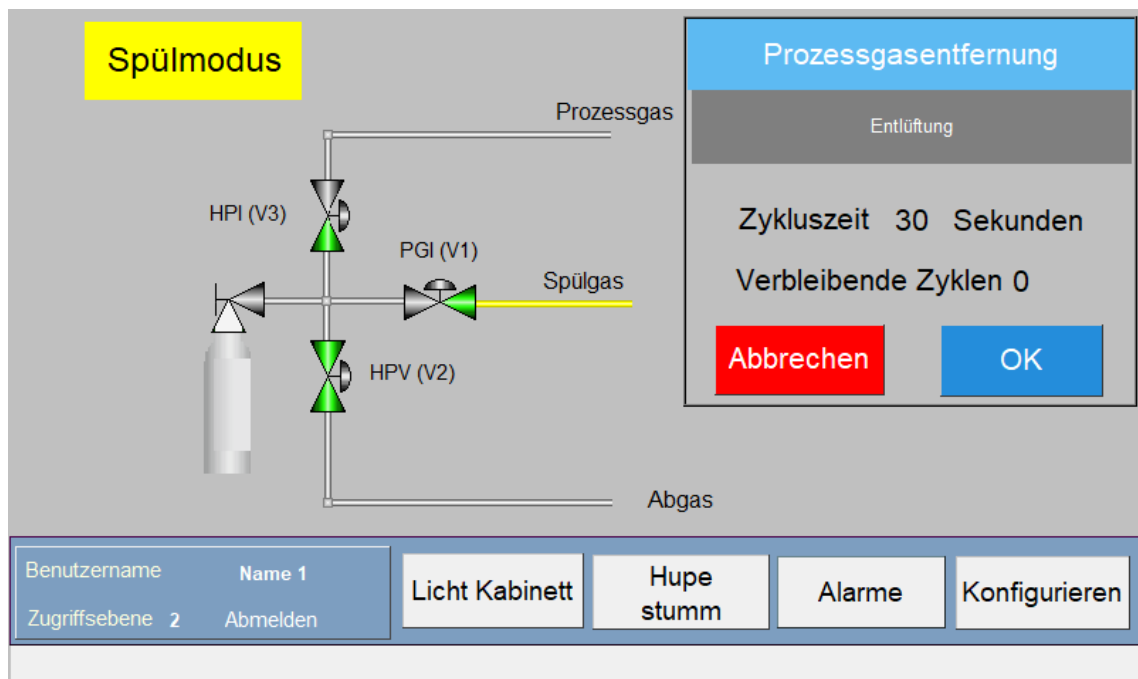 Spülmodus
Prozessgasentfernung
Entlüftung
Prozessgas
HPI (V3)
PGI (V1)
Spülgas
HPV (V2)
Abgas
Zykluszeit 30 Sekunden
Verbleibende Zyklen 0
Abbrechen
OK
Benutzername Name 1
Zugriffsebene 2 Abmelden
Licht Kabinett
Hupe
stumm
Alarme
Konfigurieren